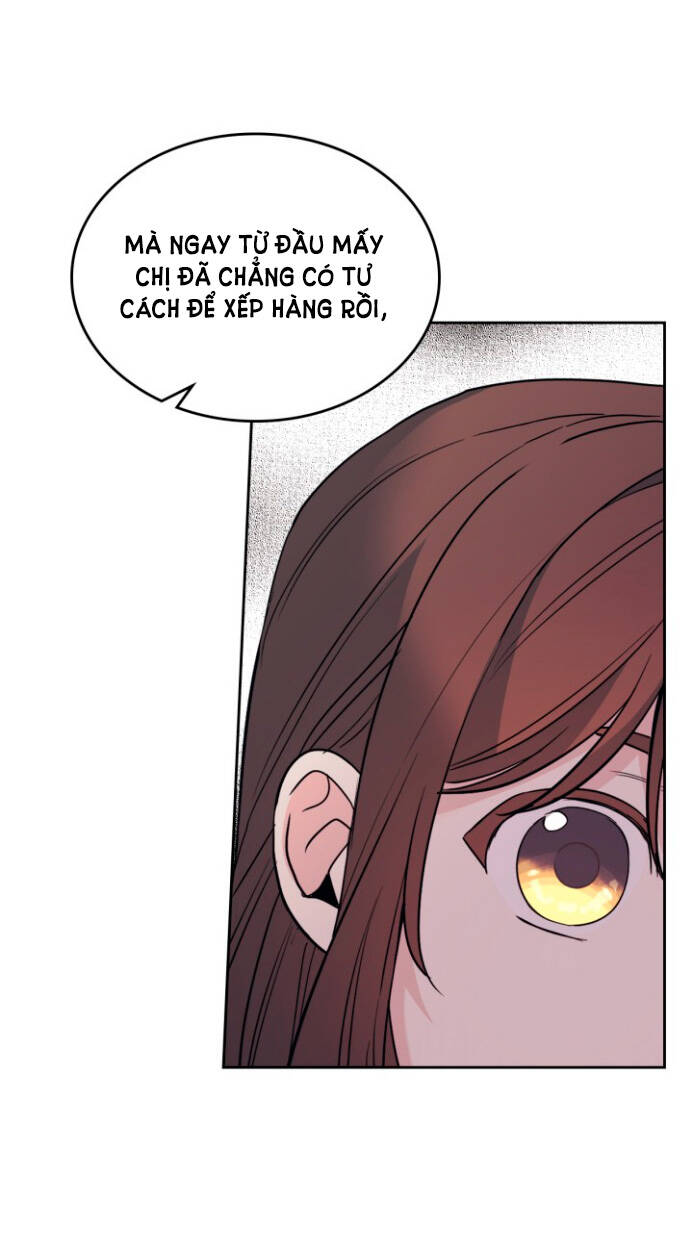 MÀ NGAY TỪ ĐẦU MẤY
CHỊ ĐÃ CHẲNG CÓ TƯ
CÁCH ĐỂ XẾP HÀNG RỒI,